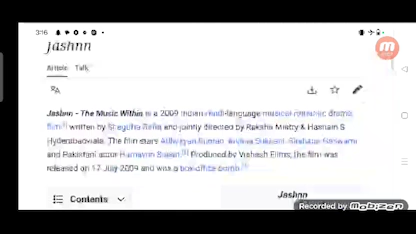 3:16
Jashnn
Article Talk
Jashnn - The Music Within is a 2009 Indian Hindi-language musical romantic drama
film written by Shagufta Rafiq and jointly directed by Raksha Mistry & Hasnain S
Hyderabadwala. The film stars Adhyayan Suman, Anjana Sukhani, Shahana Goswami
and Pakistani actor Humayun Saeed. Produced by Vishesh Films, the film was
released on 17 July 2009 and was a box-office bomb.
Contents
Jashnn
Recorded by Mobizen